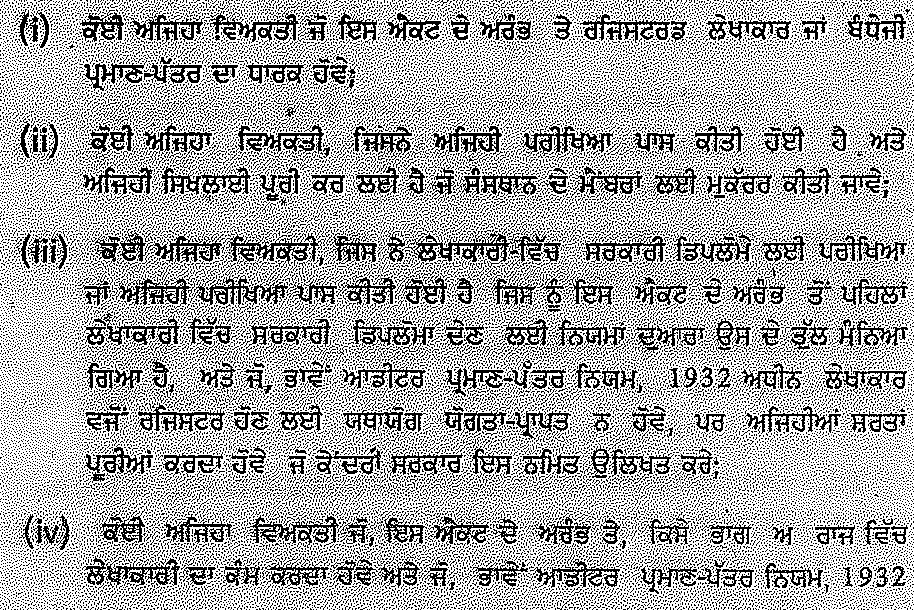 (i) ਕੋਈ ਅਜਿਹਾ ਵਿਅਕਤੀ ਜੋ ਇਸ ਐਕਟ ਦੇ ਅਰੰਭ ਤੇ ਰਜਿਸਟਰਡ ਲੇਖਾਕਾਰ ਜਾਂ ਬੰਧੇਜੀ
ਪ੍ਰਮਾਣ-ਪੱਤਰ ਦਾ ਧਾਰਕ ਹੋਵੇ;
(ii) ਕੋਈ ਅਜਿਹਾ ਵਿਅਕਤੀ, ਜਿਸਨੇ ਅਜਿਹੀ ਪਰੀਖਿਆ ਪਾਸ ਕੀਤੀ ਹੋਈ ਹੈ ਅਤੇ
ਅਜਿਹੀ ਸਿਖਲਾਈ ਪੂਰੀ ਕਰ ਲਈ ਹੈ ਜੋ ਸੰਸਥਾਨ ਦੇ ਮੈਂਬਰਾਂ ਲਈ ਮੁਕੱਰਰ ਕੀਤੀ ਜਾਵੇ;
(iii) ਕੋਈ ਅਜਿਹਾ ਵਿਅਕਤੀ, ਜਿਸ ਨੇ ਲੇਖਾਕਾਰੀ-ਵਿੱਚ ਸਰਕਾਰੀ ਡਿਪਲੋਮੇ ਲਈ ਪਰੀਖਿਆ
ਜਾਂ ਅਜਿਹੀ ਪਰੀਖਿਆ ਪਾਸ ਕੀਤੀ ਹੋਈ ਹੈ ਜਿਸ ਨੂੰ ਇਸ ਐਕਟ ਦੇ ਅਰੰਭ ਤੋਂ ਪਹਿਲਾਂ
ਲੇਖਾਕਾਰੀ ਵਿੱਚ ਸਰਕਾਰੀ ਡਿਪਲੋਮਾ ਦੇਣ ਲਈ ਨਿਯਮਾਂ ਦੁਆਰਾ ਉਸ ਦੇ ਤੁੱਲ ਮੰਨਿਆ
ਗਿਆ ਹੈ, ਅਤੇ ਜੋ, ਭਾਵੇਂ ਆਡੀਟਰ ਪ੍ਰਮਾਣ-ਪੱਤਰ ਨਿਯਮ, 1932 ਅਧੀਨ ਲੇਖਾਕਾਰ
ਵਜੋਂ ਰਜਿਸਟਰ ਹੋਣ ਲਈ ਯਥਾਯੋਗ ਯੋਗਤਾ-ਪ੍ਰਾਪਤ ਨ ਹੋਵੇ, ਪਰ ਅਜਿਹੀਆਂ ਸ਼ਰਤਾਂ
ਪੂਰੀਆਂ ਕਰਦਾ ਹੋਵੇ ਜੋ ਕੇਂਦਰੀ ਸਰਕਾਰ ਇਸ ਨਮਿਤ ਉਲਿਖਤ ਕਰੇ;
(iv) ਕੋਈ ਅਜਿਹਾ ਵਿਅਕਤੀ ਜੋ, ਇਸ ਐਕਟ ਦੇ ਅਰੰਭ ਤੇ, ਕਿਸੇ ਭਾਗ ਅ ਰਾਜ ਵਿੱਚ
ਲੇਖਾਕਾਰੀ ਦਾ ਕੰਮ ਕਰਦਾ ਹੋਵੇ ਅਤੇ ਜੋ, ਭਾਵੇਂ ਆਡੀਟਰ ਪ੍ਰਮਾਣ-ਪੱਤਰ ਨਿਯਮ, 1932